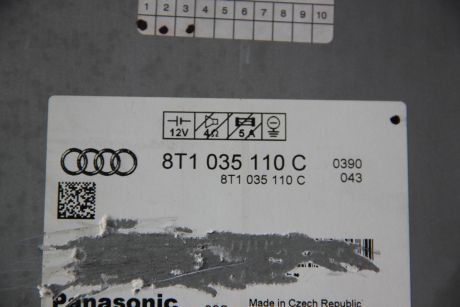 1 2 3 4 5 6 7 8 9 10
12V 4Ω 5A
8T1 035 110 C 0390
8T1 035 110 C 043
Panasonic
Made in Czech Republic